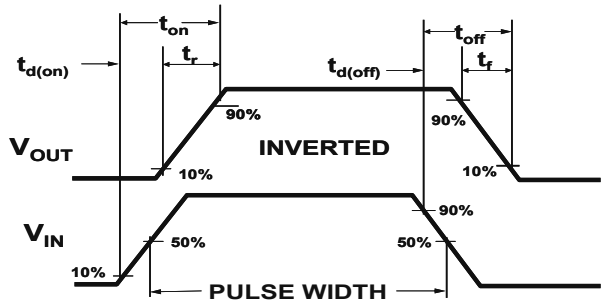 t_on
t_off
t_d(on)
t_r
t_d(off)
t_f
90%
90%
V_OUT
INVERTED
10%
10%
V_IN
90%
50%
50%
10%
PULSE WIDTH